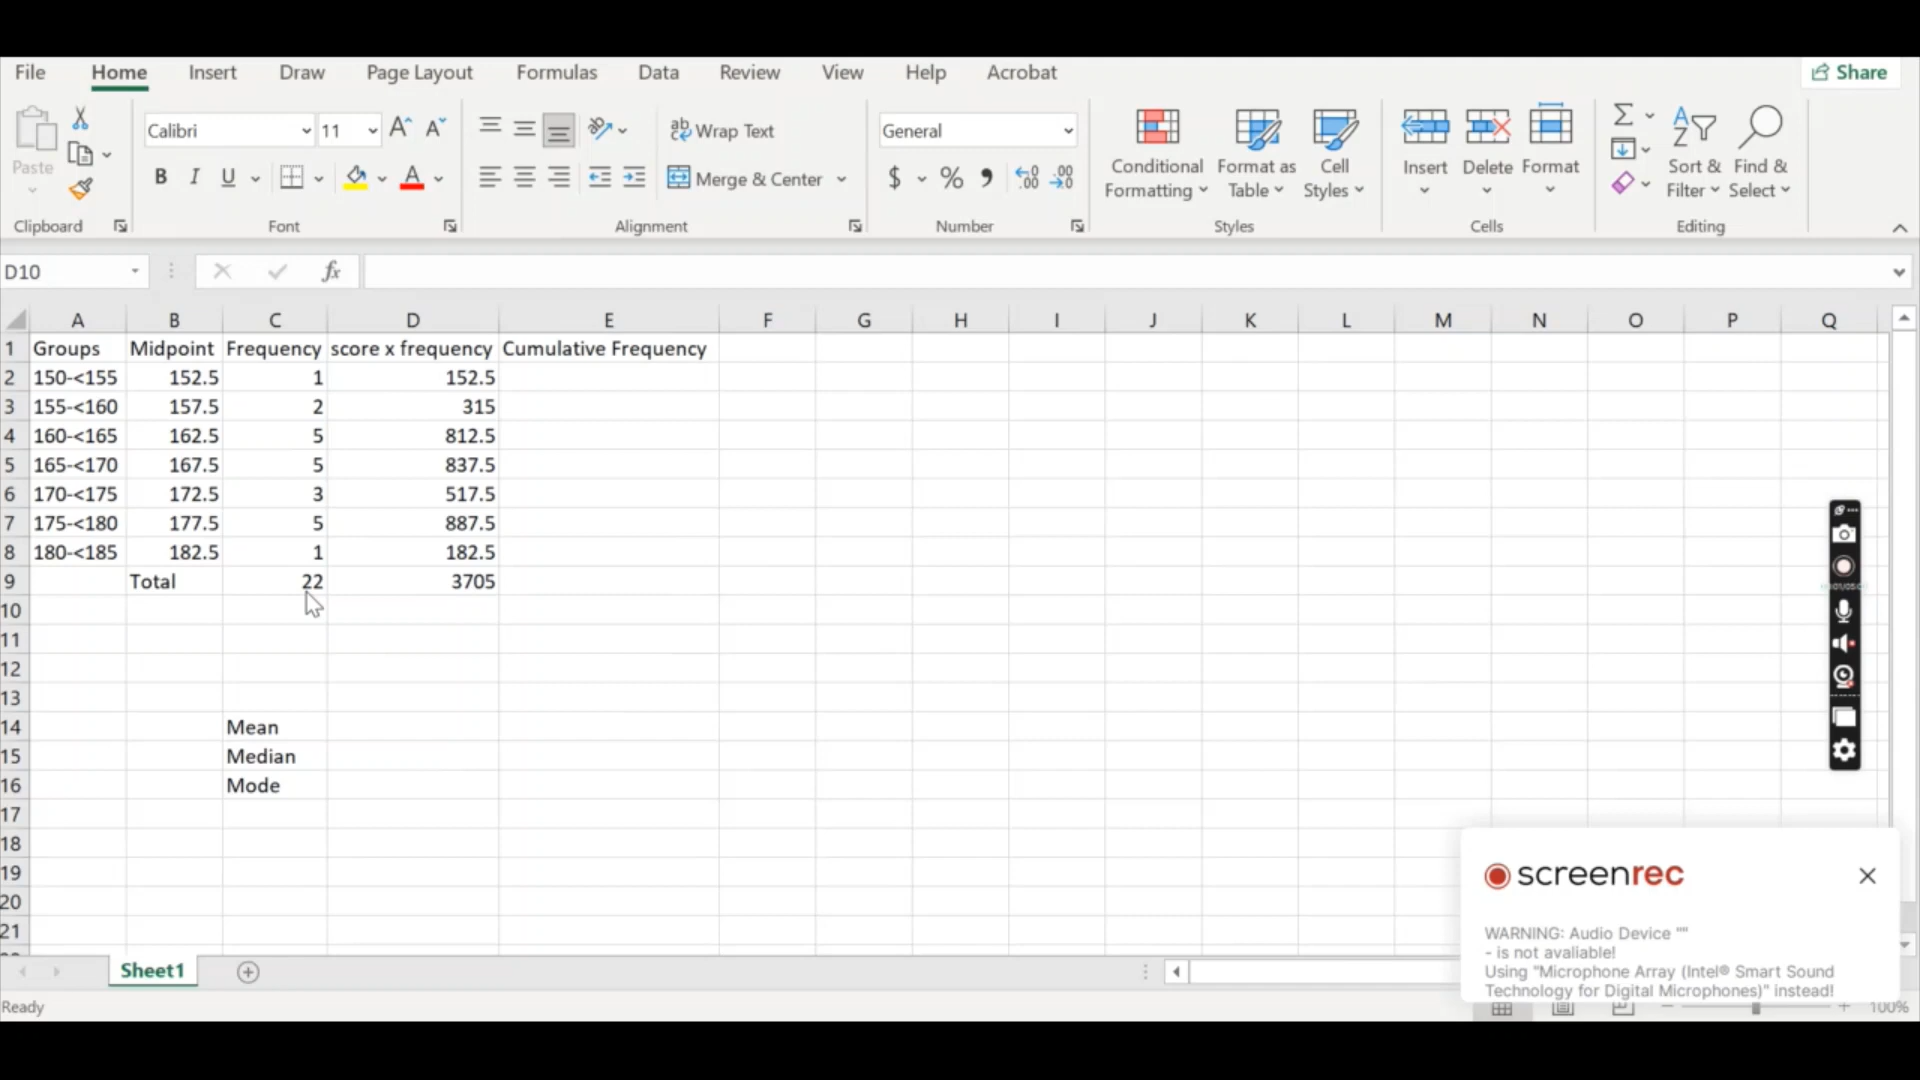 File Home Insert Draw Page Layout Formulas Data Review View Help Acrobat Share
Calibri 11 Wrap Text General
Paste Conditional Format as Cell Insert Delete Format Sort & Find &
B I U Merge & Center $ % Formatting Table Styles Filter Select
Clipboard Font Alignment Number Styles Cells Editing
D10 fx
A B C D E F G H I J K L M N O P Q
1 Groups Midpoint Frequency score x frequency Cumulative Frequency
2 150-<155 152.5 1 152.5
3 155-<160 157.5 2 315
4 160-<165 162.5 5 812.5
5 165-<170 167.5 5 837.5
6 170-<175 172.5 3 517.5
7 175-<180 177.5 5 887.5
8 180-<185 182.5 1 182.5
9 Total 22 3705
10
11
12
13
14 Mean
15 Median
16 Mode
17
18
19
20
21
screenrec
WARNING: Audio Device ""
- is not avaliable!
Using "Microphone Array (Intel® Smart Sound
Technology for Digital Microphones)" instead!
Sheet1
Ready 100%